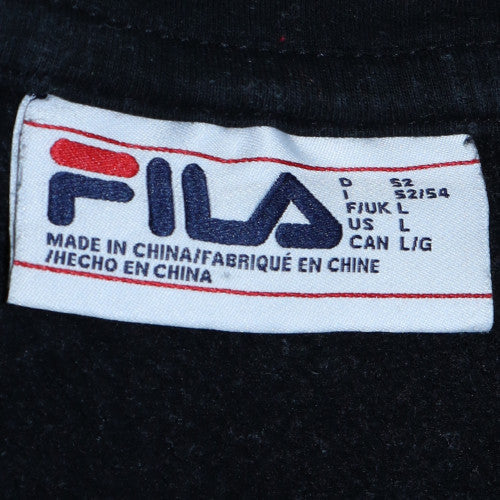 FILA
D 52
I 52/54
F/UK L
US L
CAN L/G
MADE IN CHINA/FABRIQUÉ EN CHINE
/HECHO EN CHINA